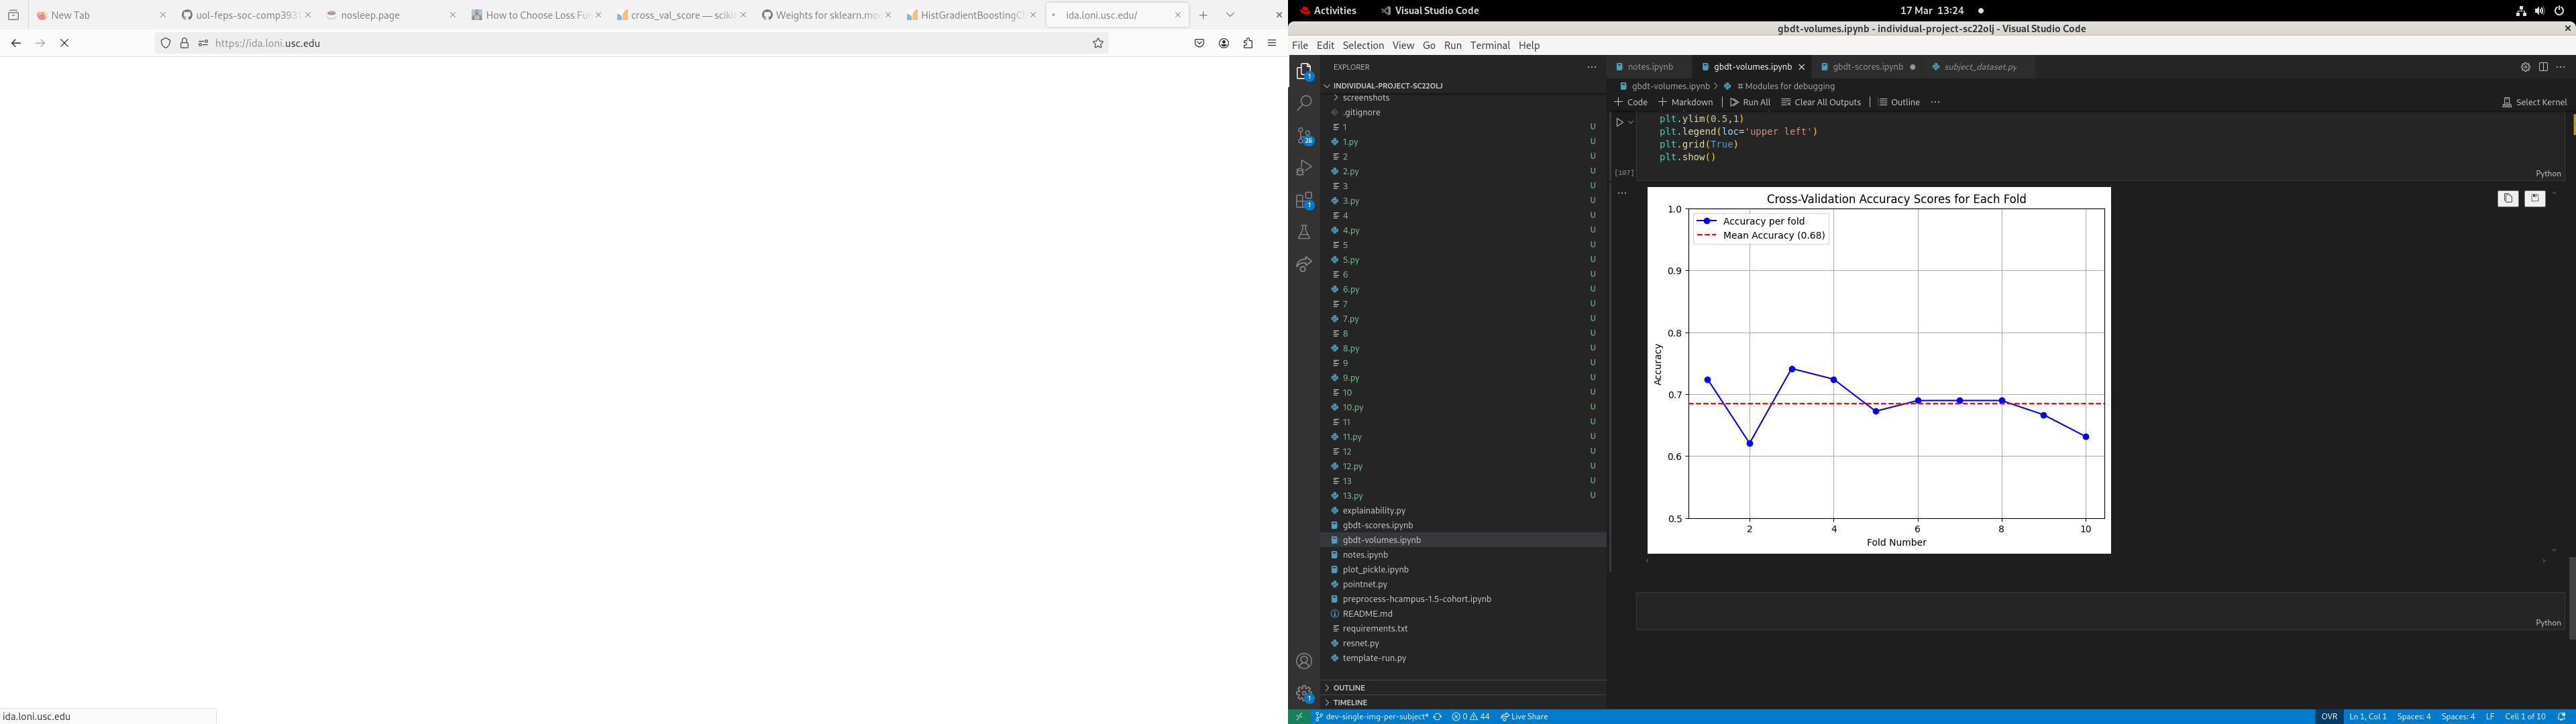 New Tab
uol-feps-soc-comp3931
nosleep.page
How to Choose Loss Fun
cross_val_score — sciki
Weights for sklearn.mod
HistGradientBoostingCl
ida.loni.usc.edu/
https://ida.loni.usc.edu
ida.loni.usc.edu
Activities
Visual Studio Code
17 Mar 13:24
gbdt-volumes.ipynb - individual-project-sc22olj - Visual Studio Code
File Edit Selection View Go Run Terminal Help
EXPLORER
INDIVIDUAL-PROJECT-SC22OLJ
screenshots
.gitignore
1 U
1.py U
2 U
2.py U
3 U
3.py U
4 U
4.py U
5 U
5.py U
6 U
6.py U
7 U
7.py U
8 U
8.py U
9 U
9.py U
10 U
10.py U
11 U
11.py U
12 U
12.py U
13 U
13.py U
explainability.py
gbdt-scores.ipynb
gbdt-volumes.ipynb
notes.ipynb
plot_pickle.ipynb
pointnet.py
preprocess-hcampus-1.5-cohort.ipynb
README.md
requirements.txt
resnet.py
template-run.py
OUTLINE
TIMELINE
1
26
1
1
notes.ipynb
gbdt-volumes.ipynb
gbdt-scores.ipynb
subject_dataset.py
gbdt-volumes.ipynb > # Modules for debugging
+ Code + Markdown Run All Clear All Outputs Outline ...
Select Kernel
plt.ylim(0.5,1)
plt.legend(loc='upper left')
plt.grid(True)
plt.show()
[107]
Python
Cross-Validation Accuracy Scores for Each Fold
Accuracy per fold
Mean Accuracy (0.68)
1.0
0.9
0.8
0.7
0.6
0.5
Accuracy
2 4 6 8 10
Fold Number
Python
dev-single-img-per-subject* 0 44 Live Share
OVR Ln 1, Col 1 Spaces: 4 Spaces: 4 LF Cell 1 of 10